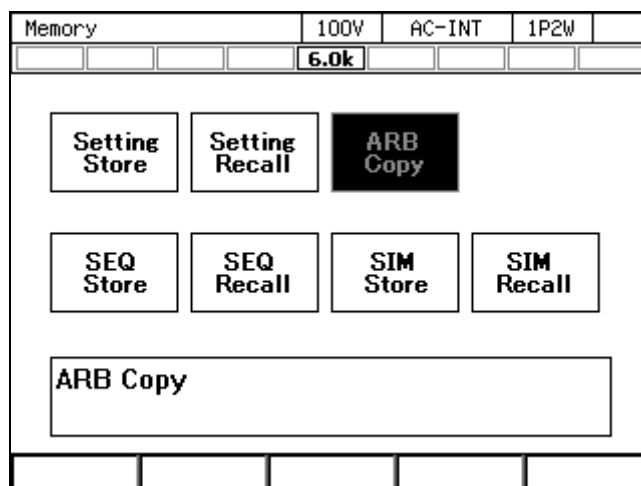 Memory 100V AC-INT 1P2W
6.0k
Setting Store
Setting Recall
ARB Copy
SEQ Store
SEQ Recall
SIM Store
SIM Recall
ARB Copy